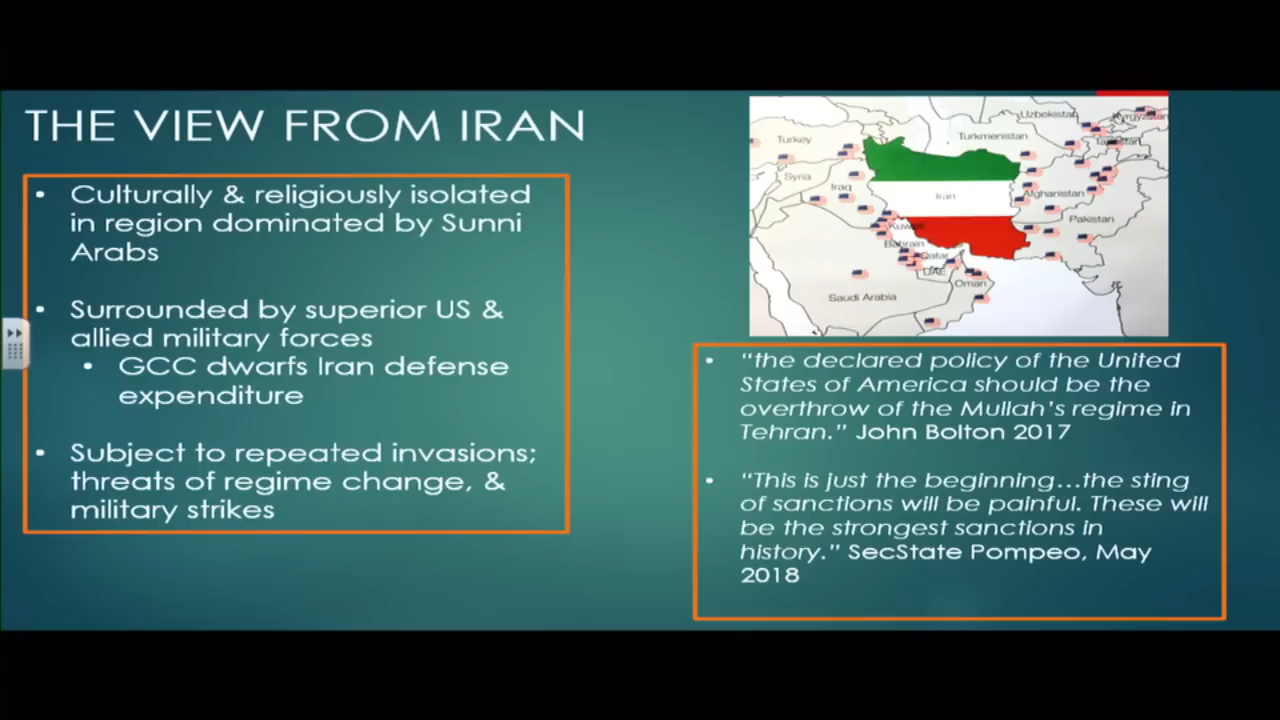 THE VIEW FROM IRAN
• Culturally & religiously isolated
in region dominated by Sunni
Arabs
• Surrounded by superior US &
allied military forces
• GCC dwarfs Iran defense
expenditure
• Subject to repeated invasions;
threats of regime change, &
military strikes
Uzbekistan
Turkey
Turkmenistan
Syria
Iraq
Iran
Afghanistan
Pakistan
Bahrain
Qatar
UAE
Oman
Saudi Arabia
• “the declared policy of the United
States of America should be the
overthrow of the Mullah’s regime in
Tehran.” John Bolton 2017
• “This is just the beginning…the sting
of sanctions will be painful. These will
be the strongest sanctions in
history.” SecState Pompeo, May
2018